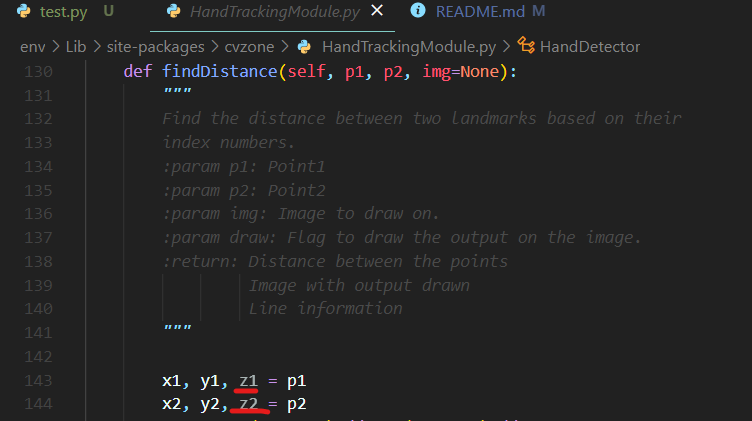 test.py U HandTrackingModule.py × README.md M
env > Lib > site-packages > cvzone > HandTrackingModule.py > HandDetector
130 def findDistance(self, p1, p2, img=None):
131 """
132 Find the distance between two landmarks based on their
133 index numbers.
134 :param p1: Point1
135 :param p2: Point2
136 :param img: Image to draw on.
137 :param draw: Flag to draw the output on the image.
138 :return: Distance between the points
139 Image with output drawn
140 Line information
141 """
142
143 x1, y1, z1 = p1
144 x2, y2, z2 = p2